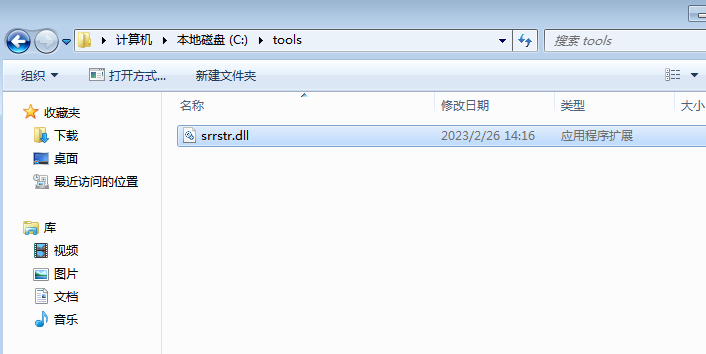 计算机 本地磁盘 (C:) tools 搜索 tools
组织 打开方式... 新建文件夹
收藏夹
下载
桌面
最近访问的位置
库
视频
图片
文档
音乐
名称 修改日期 类型 大小
srrstr.dll 2023/2/26 14:16 应用程序扩展